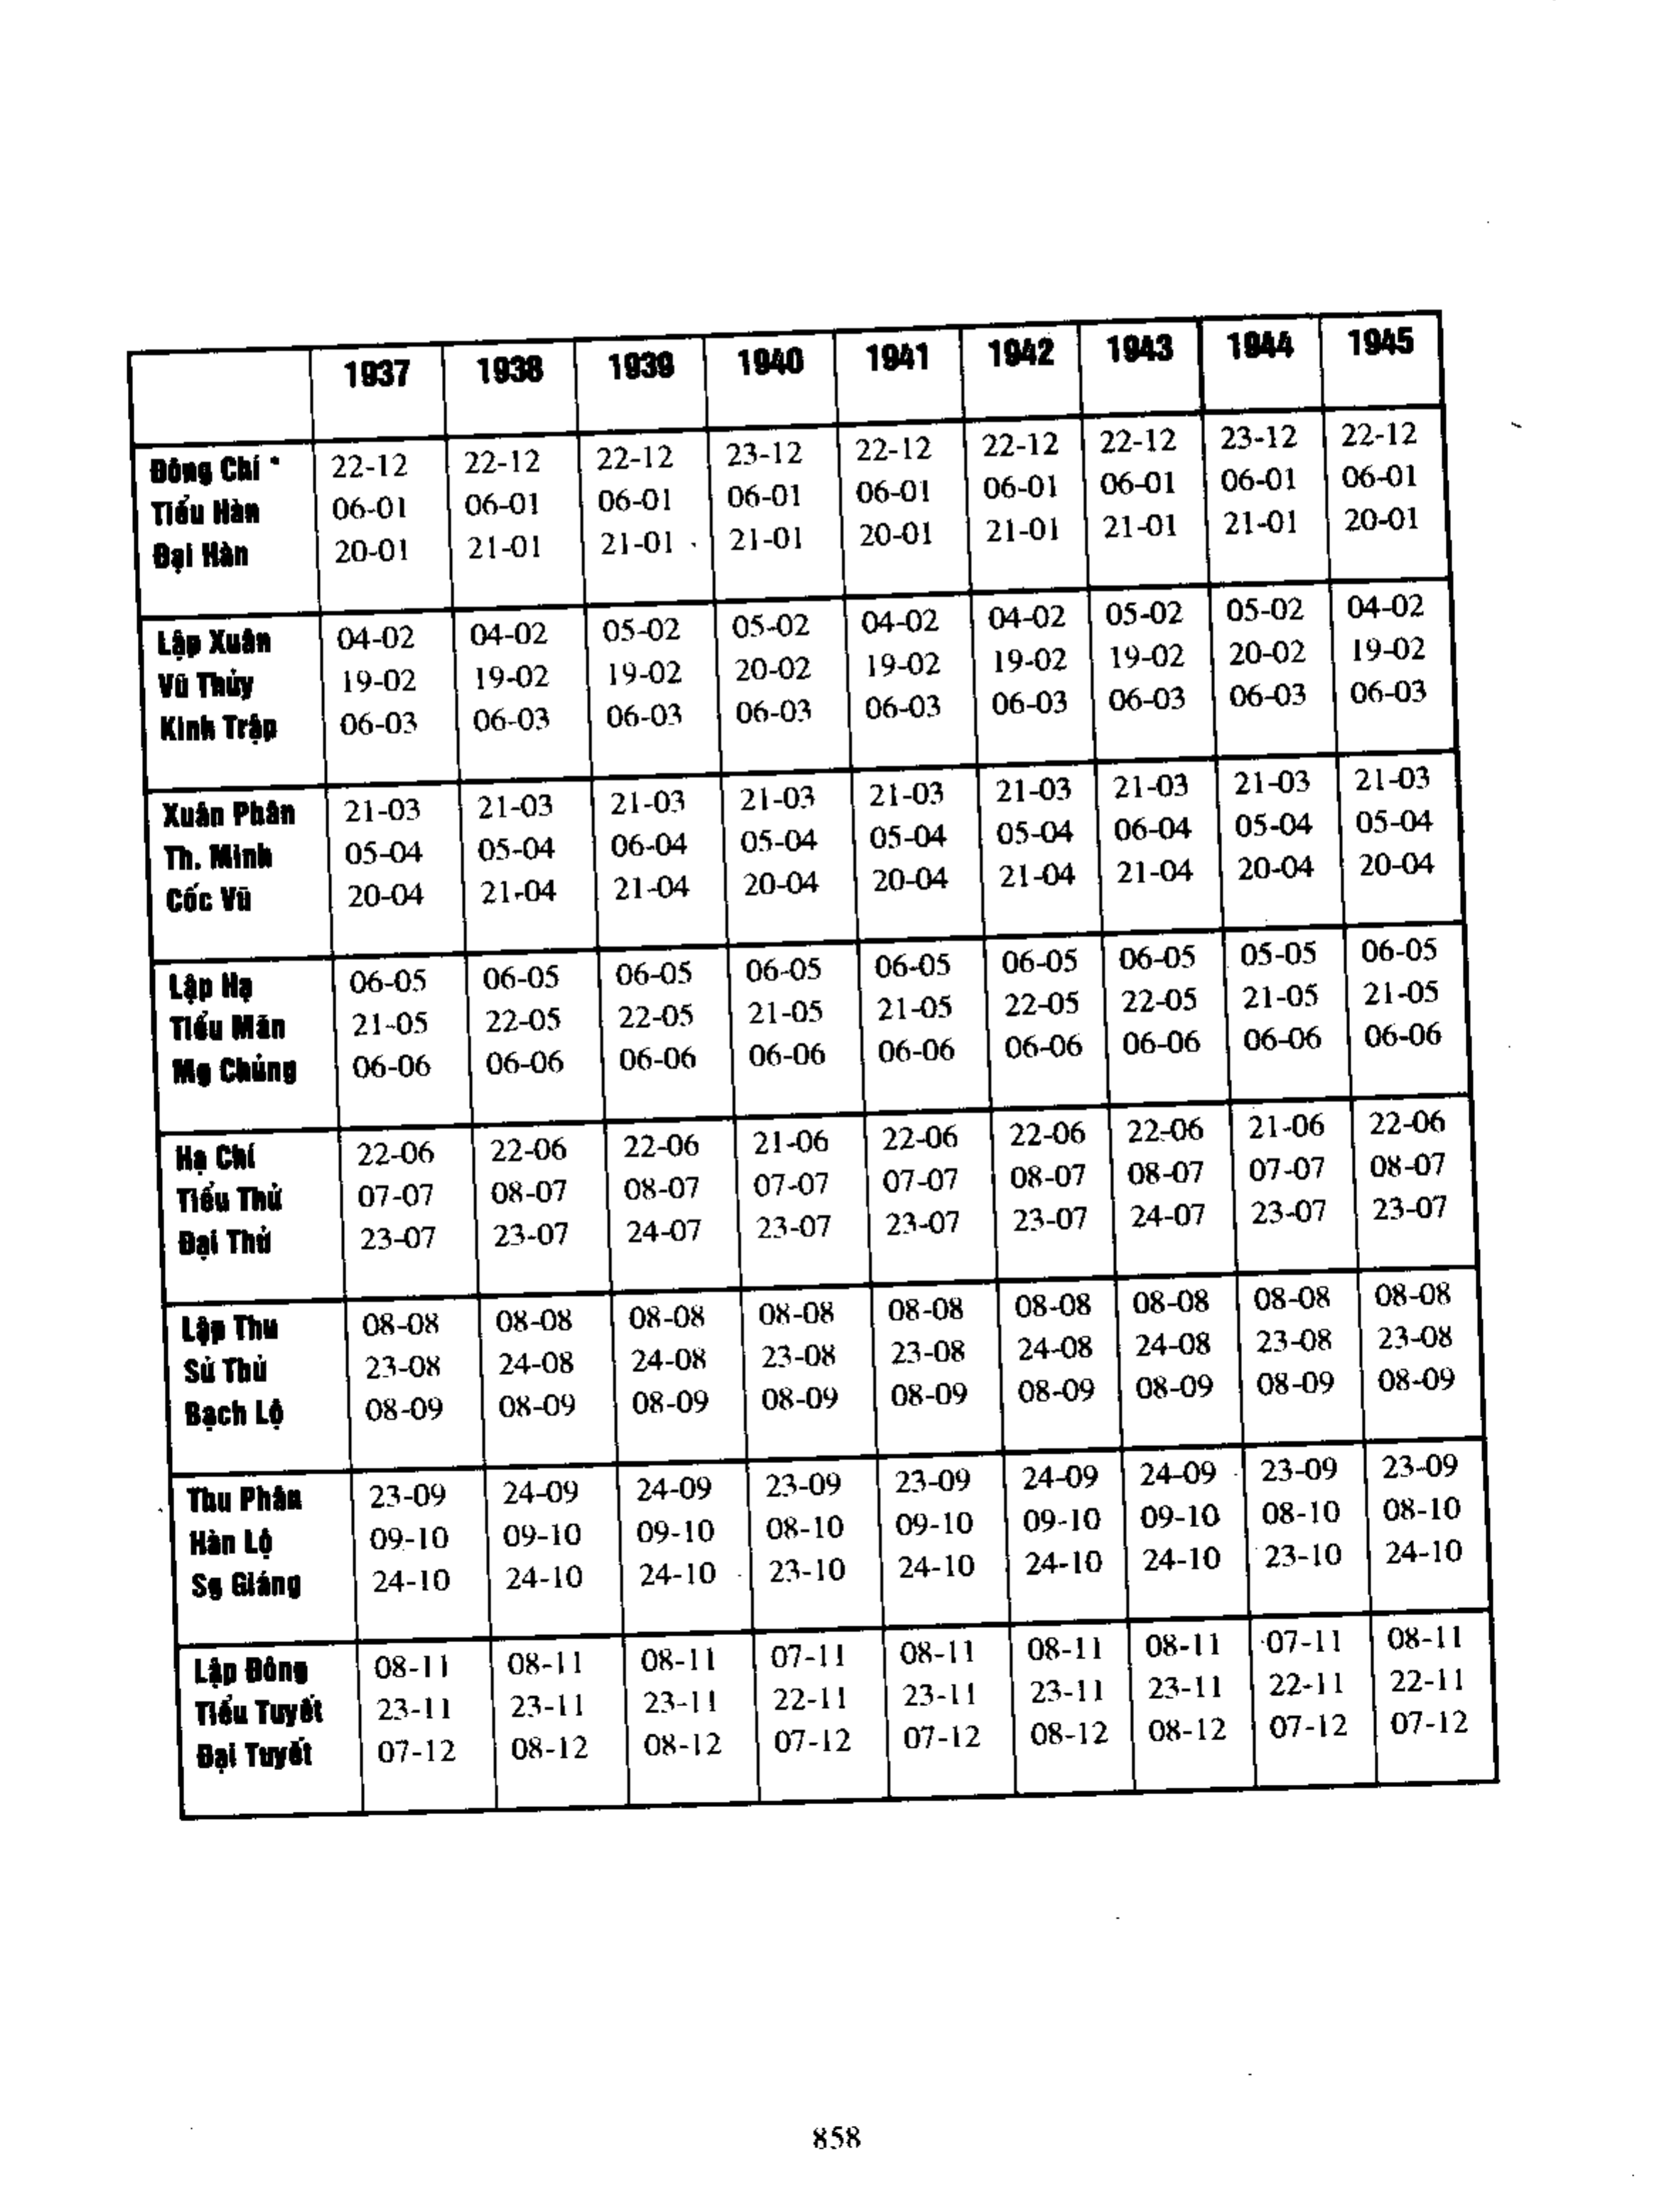 1937 1938 1939 1940 1941 1942 1943 1944 1945
Đông Chí * 22-12 22-12 22-12 23-12 22-12 22-12 22-12 23-12 22-12
Tiểu Hàn 06-01 06-01 06-01 06-01 06-01 06-01 06-01 06-01 06-01
Đại Hàn 20-01 21-01 21-01 21-01 20-01 21-01 21-01 21-01 20-01
Lập Xuân 04-02 04-02 05-02 05-02 04-02 04-02 05-02 05-02 04-02
Vũ Thủy 19-02 19-02 19-02 20-02 19-02 19-02 19-02 20-02 19-02
Kinh Trập 06-03 06-03 06-03 06-03 06-03 06-03 06-03 06-03 06-03
Xuân Phân 21-03 21-03 21-03 21-03 21-03 21-03 21-03 21-03 21-03
Th. Minh 05-04 05-04 06-04 05-04 05-04 05-04 06-04 05-04 05-04
Cốc Vũ 20-04 21-04 21-04 20-04 20-04 21-04 21-04 20-04 20-04
Lập Hạ 06-05 06-05 06-05 06-05 06-05 06-05 06-05 05-05 06-05
Tiểu Mãn 21-05 22-05 22-05 21-05 21-05 22-05 22-05 21-05 21-05
Mg Chủng 06-06 06-06 06-06 06-06 06-06 06-06 06-06 06-06 06-06
Hạ Chí 22-06 22-06 22-06 21-06 22-06 22-06 22-06 21-06 22-06
Tiểu Thử 07-07 08-07 08-07 07-07 07-07 08-07 08-07 07-07 08-07
Đại Thử 23-07 23-07 24-07 23-07 23-07 23-07 24-07 23-07 23-07
Lập Thu 08-08 08-08 08-08 08-08 08-08 08-08 08-08 08-08 08-08
Sử Thử 23-08 24-08 24-08 23-08 23-08 24-08 24-08 23-08 23-08
Bạch Lộ 08-09 08-09 08-09 08-09 08-09 08-09 08-09 08-09 08-09
Thu Phân 23-09 24-09 24-09 23-09 23-09 24-09 24-09 23-09 23-09
Hàn Lộ 09-10 09-10 09-10 08-10 09-10 09-10 09-10 08-10 08-10
Sg Giáng 24-10 24-10 24-10 23-10 24-10 24-10 24-10 23-10 24-10
Lập Đông 08-11 08-11 08-11 07-11 08-11 08-11 08-11 07-11 08-11
Tiểu Tuyết 23-11 23-11 23-11 22-11 23-11 23-11 23-11 22-11 22-11
Đại Tuyết 07-12 08-12 08-12 07-12 07-12 08-12 08-12 07-12 07-12
858